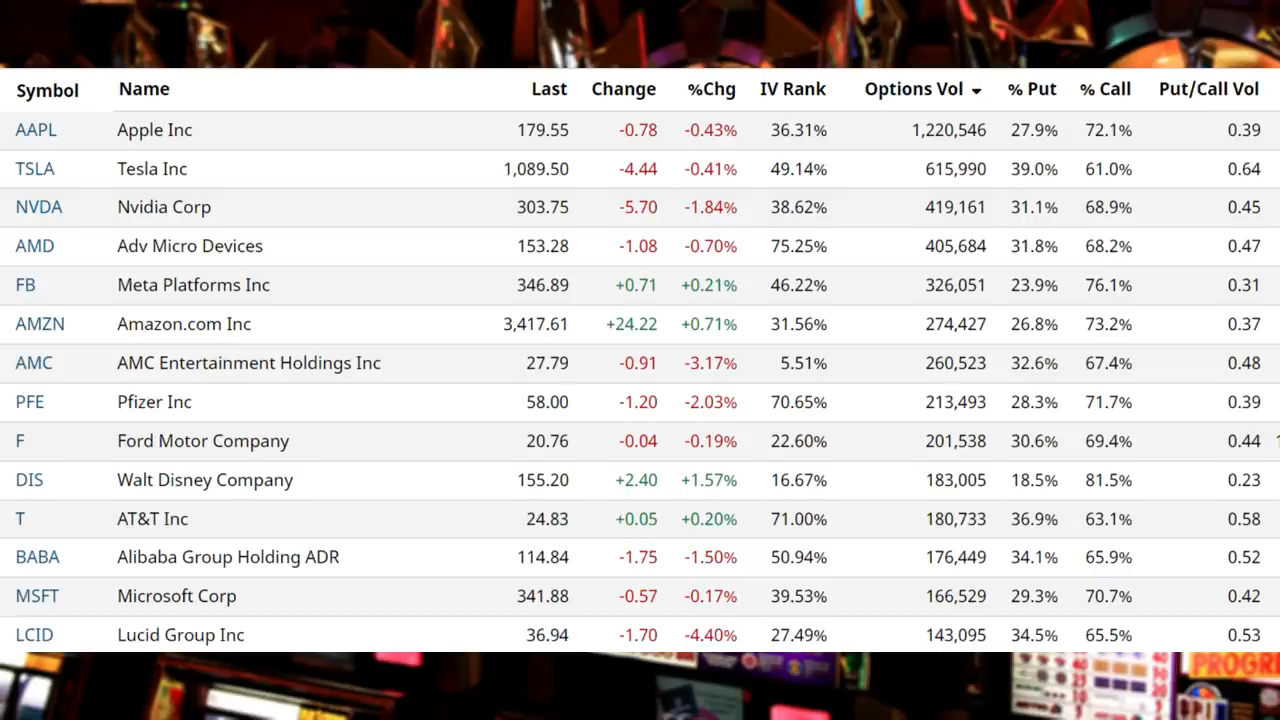 Symbol Name Last Change %Chg IV Rank Options Vol % Put % Call Put/Call Vol
AAPL Apple Inc 179.55 -0.78 -0.43% 36.31% 1,220,546 27.9% 72.1% 0.39
TSLA Tesla Inc 1,089.50 -4.44 -0.41% 49.14% 615,990 39.0% 61.0% 0.64
NVDA Nvidia Corp 303.75 -5.70 -1.84% 38.62% 419,161 31.1% 68.9% 0.45
AMD Adv Micro Devices 153.28 -1.08 -0.70% 75.25% 405,684 31.8% 68.2% 0.47
FB Meta Platforms Inc 346.89 +0.71 +0.21% 46.22% 326,051 23.9% 76.1% 0.31
AMZN Amazon.com Inc 3,417.61 +24.22 +0.71% 31.56% 274,427 26.8% 73.2% 0.37
AMC AMC Entertainment Holdings Inc 27.79 -0.91 -3.17% 5.51% 260,523 32.6% 67.4% 0.48
PFE Pfizer Inc 58.00 -1.20 -2.03% 70.65% 213,493 28.3% 71.7% 0.39
F Ford Motor Company 20.76 -0.04 -0.19% 22.60% 201,538 30.6% 69.4% 0.44
DIS Walt Disney Company 155.20 +2.40 +1.57% 16.67% 183,005 18.5% 81.5% 0.23
T AT&T Inc 24.83 +0.05 +0.20% 71.00% 180,733 36.9% 63.1% 0.58
BABA Alibaba Group Holding ADR 114.84 -1.75 -1.50% 50.94% 176,449 34.1% 65.9% 0.52
MSFT Microsoft Corp 341.88 -0.57 -0.17% 39.53% 166,529 29.3% 70.7% 0.42
LCID Lucid Group Inc 36.94 -1.70 -4.40% 27.49% 143,095 34.5% 65.5% 0.53